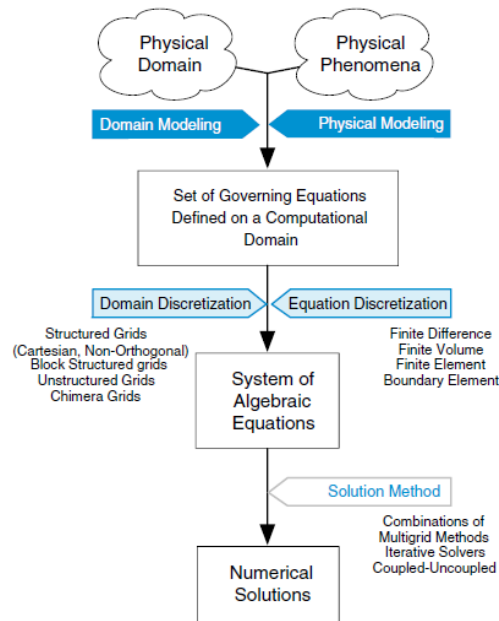 Physical
Domain
Physical
Phenomena
Domain Modeling
Physical Modeling
Set of Governing Equations
Defined on a Computational
Domain
Domain Discretization
Equation Discretization
Structured Grids
(Cartesian, Non-Orthogonal)
Block Structured grids
Unstructured Grids
Chimera Grids
Finite Difference
Finite Volume
Finite Element
Boundary Element
System of
Algebraic
Equations
Solution Method
Combinations of
Multigrid Methods
Iterative Solvers
Coupled-Uncoupled
Numerical
Solutions